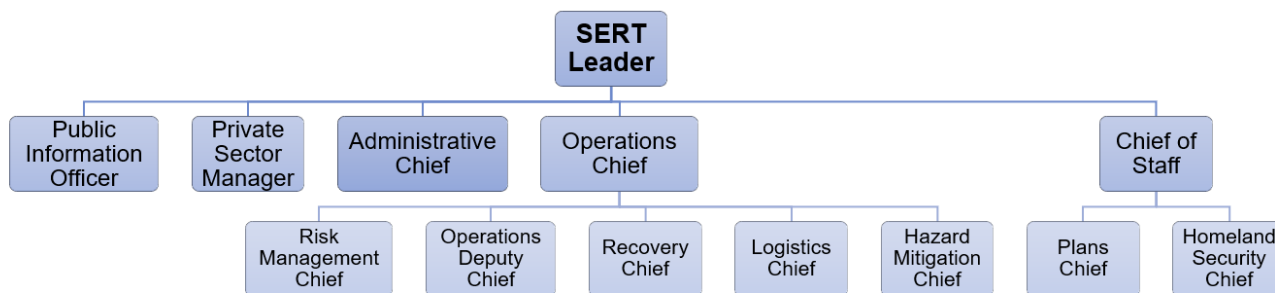 SERT
Leader
Public
Information
Officer
Private
Sector
Manager
Administrative
Chief
Operations
Chief
Chief of
Staff
Risk
Management
Chief
Operations
Deputy
Chief
Recovery
Chief
Logistics
Chief
Hazard
Mitigation
Chief
Plans
Chief
Homeland
Security
Chief